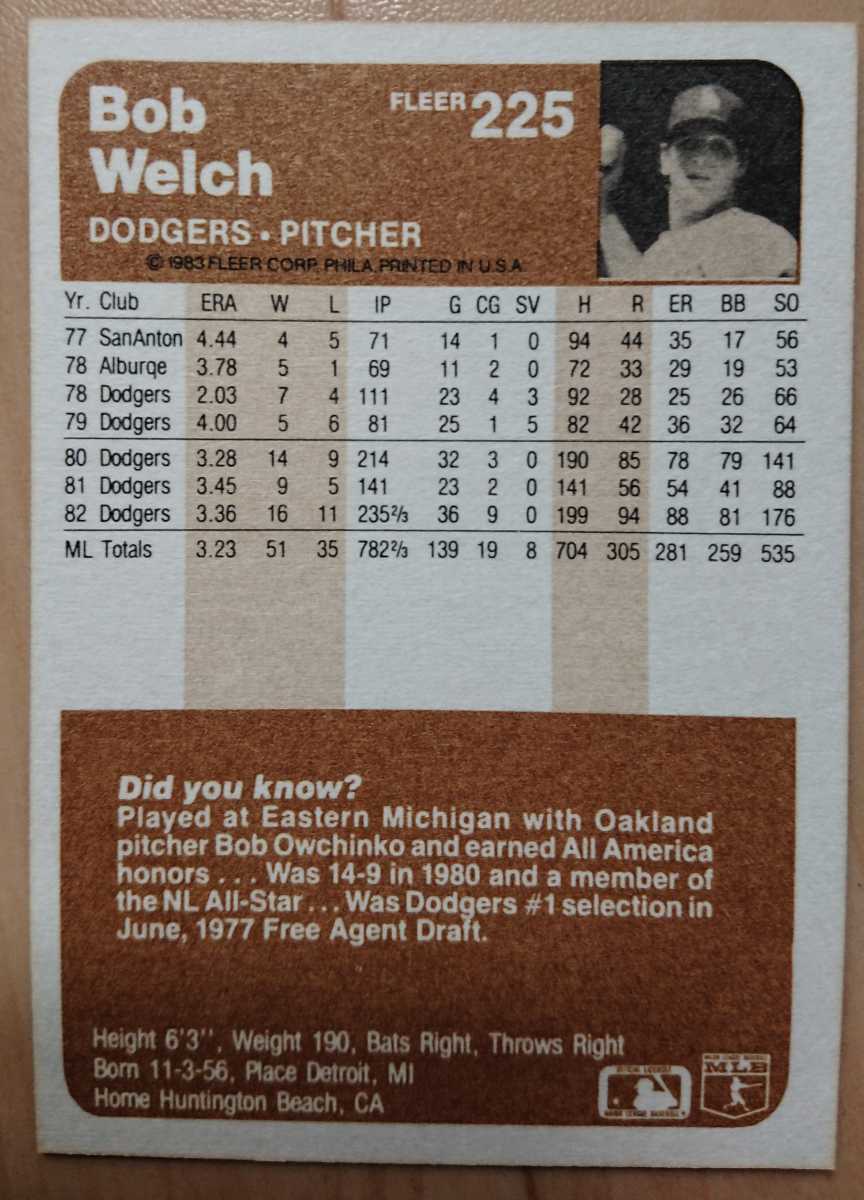 Bob
Welch
FLEER 225
DODGERS • PITCHER
© 1983 FLEER CORP. PHILA. PRINTED IN U.S.A.
Yr. Club ERA W L IP G CG SV H R ER BB SO
77 SanAnton 4.44 4 5 71 14 1 0 94 44 35 17 56
78 Alburqe 3.78 5 1 69 11 2 0 72 33 29 19 53
78 Dodgers 2.03 7 4 111 23 4 3 92 28 25 26 66
79 Dodgers 4.00 5 6 81 25 1 5 82 42 36 32 64
80 Dodgers 3.28 14 9 214 32 3 0 190 85 78 79 141
81 Dodgers 3.45 9 5 141 23 2 0 141 56 54 41 88
82 Dodgers 3.36 16 11 235⅔ 36 9 0 199 94 88 81 176
ML Totals 3.23 51 35 782⅔ 139 19 8 704 305 281 259 535
Did you know?
Played at Eastern Michigan with Oakland
pitcher Bob Owchinko and earned All America
honors . . . Was 14-9 in 1980 and a member of
the NL All-Star . . . Was Dodgers #1 selection in
June, 1977 Free Agent Draft.
Height 6'3'', Weight 190, Bats Right, Throws Right
Born 11-3-56, Place Detroit, MI
Home Huntington Beach, CA
OFFICIAL LICENSEE
MAJOR LEAGUE BASEBALL
MAJOR LEAGUE BASEBALL
MLB